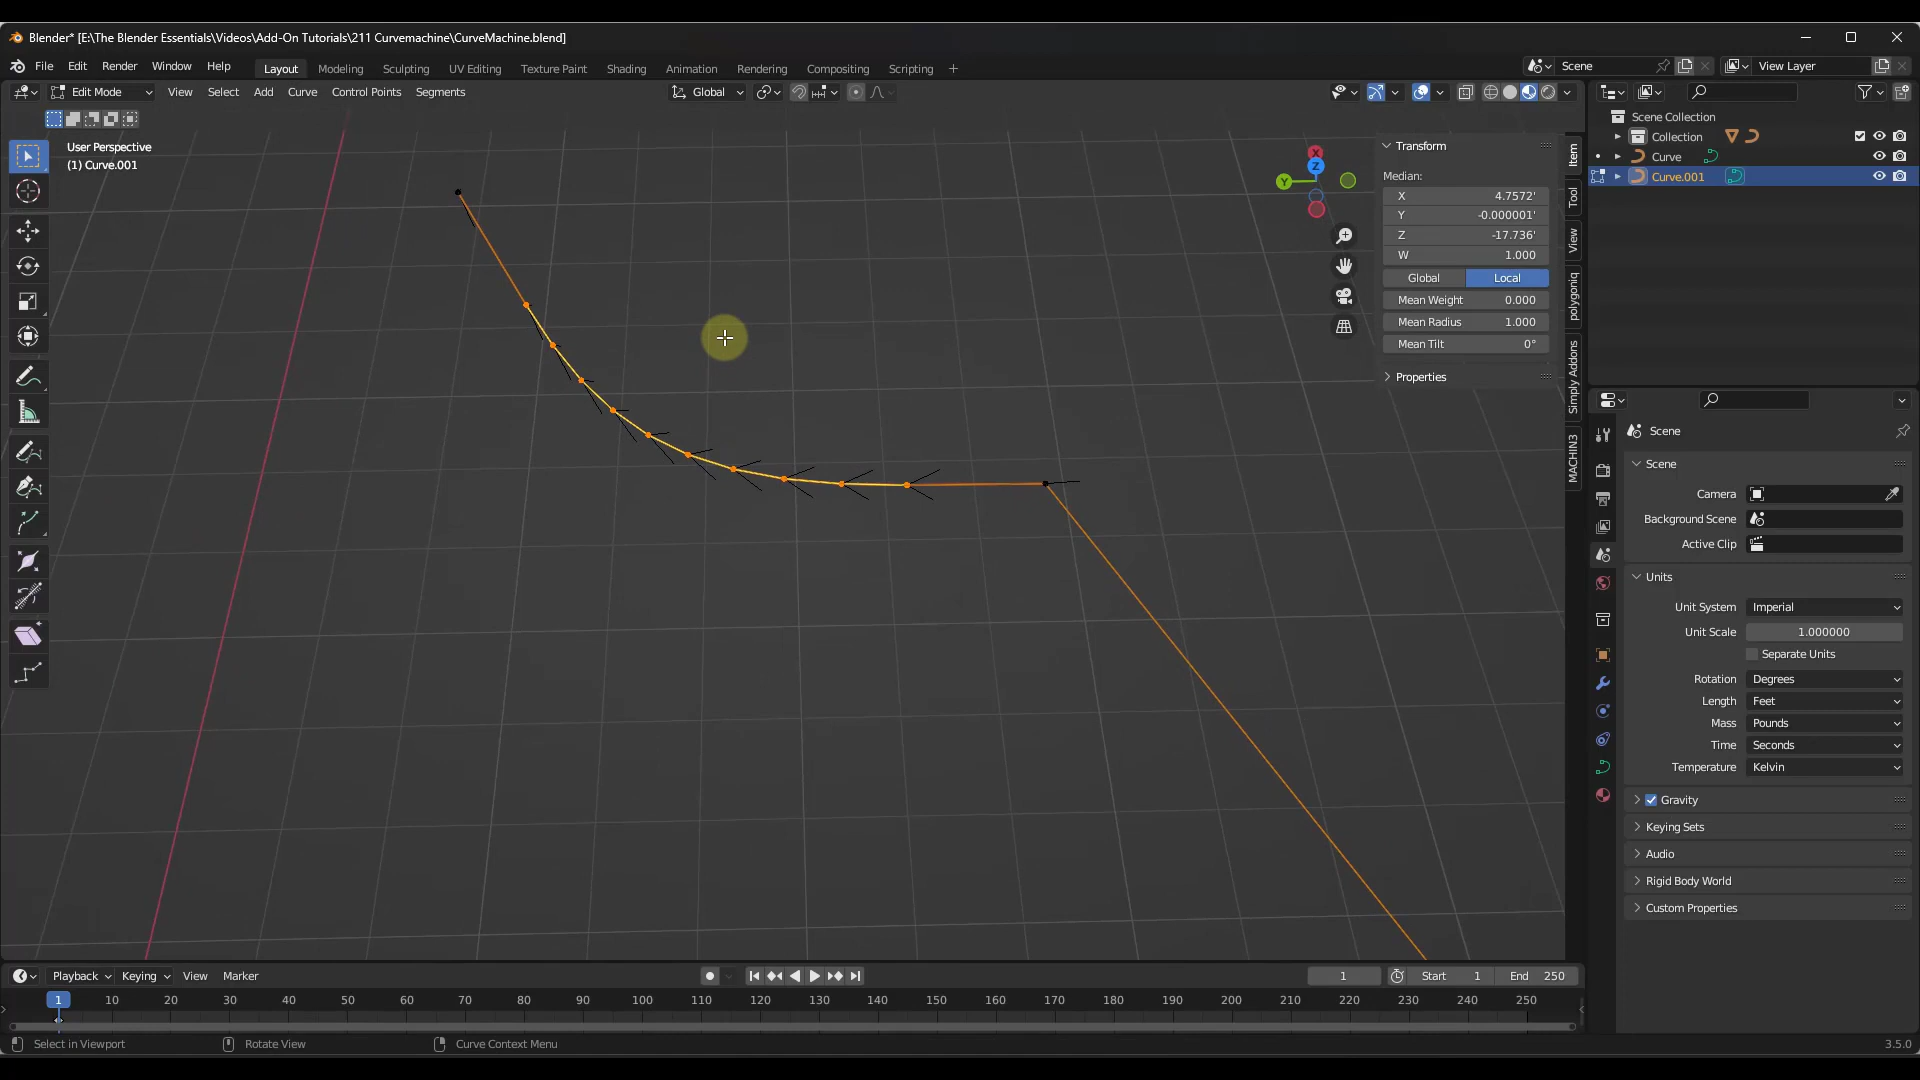 Blender* [E:\The Blender Essentials\Videos\Add-On Tutorials\211 Curvemachine\CurveMachine.blend]
File Edit Render Window Help Layout Modeling Sculpting UV Editing Texture Paint Shading Animation Rendering Compositing Scripting + Scene View Layer
Edit Mode View Select Add Curve Control Points Segments Global
User Perspective
(1) Curve.001
X
Z
Y
Transform
Median:
X 4.7572'
Y -0.000001'
Z -17.736'
W 1.000
Global Local
Mean Weight 0.000
Mean Radius 1.000
Mean Tilt 0°
Properties
Item
Tool
View
polygoniq
Simply Addons
MACHIN3
Scene Collection
Collection
Curve
Curve.001
Scene
Scene
Camera
Background Scene
Active Clip
Units
Unit System Imperial
Unit Scale 1.000000
Separate Units
Rotation Degrees
Length Feet
Mass Pounds
Time Seconds
Temperature Kelvin
Gravity
Keying Sets
Audio
Rigid Body World
Custom Properties
Playback Keying View Marker 1 Start 1 End 250
1 10 20 30 40 50 60 70 80 90 100 110 120 130 140 150 160 170 180 190 200 210 220 230 240 250
Select in Viewport Rotate View Curve Context Menu 3.5.0